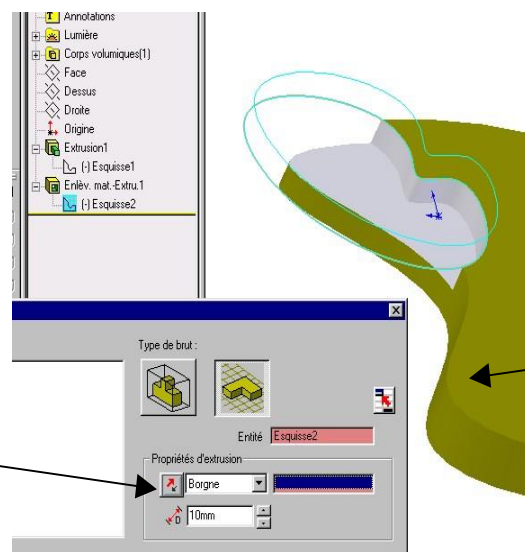 Annotations
Lumière
Corps volumiques(1)
Face
Dessus
Droite
Origine
Extrusion1
(-) Esquisse1
Enlèv. mat.-Extru.1
(-) Esquisse2
Type de brut :
Entité Esquisse2
Propriétés d'extrusion
Borgne
D 10mm